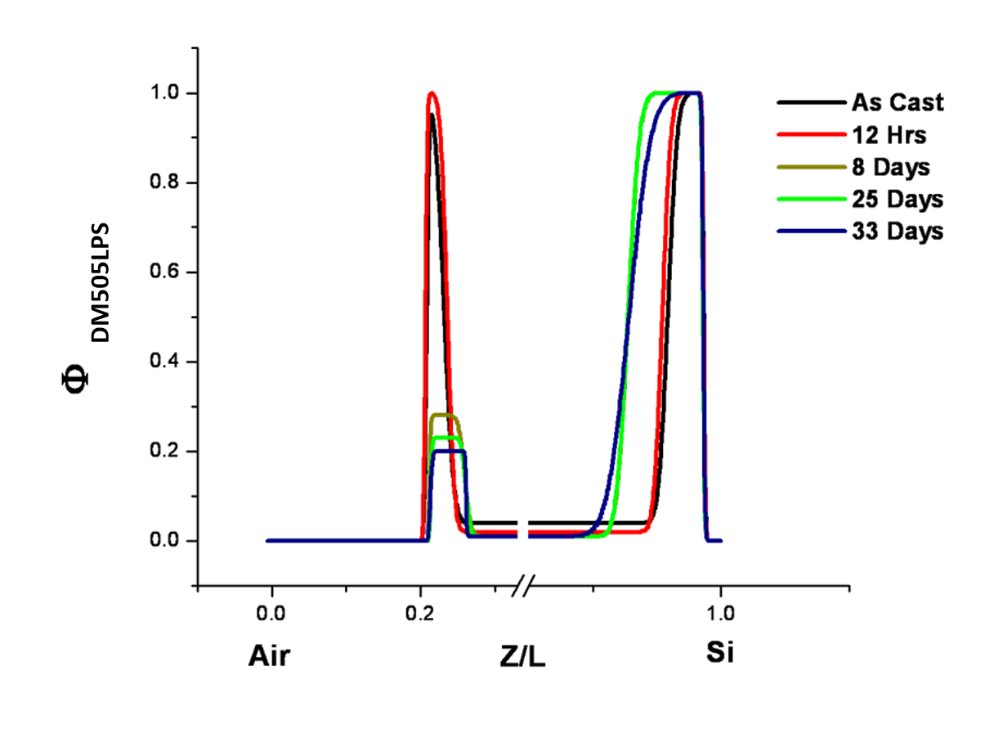 1.0
0.8
0.6
0.4
0.2
0.0
Φ DM505LPS
As Cast
12 Hrs
8 Days
25 Days
33 Days
0.0 0.2 1.0
Air Z/L Si